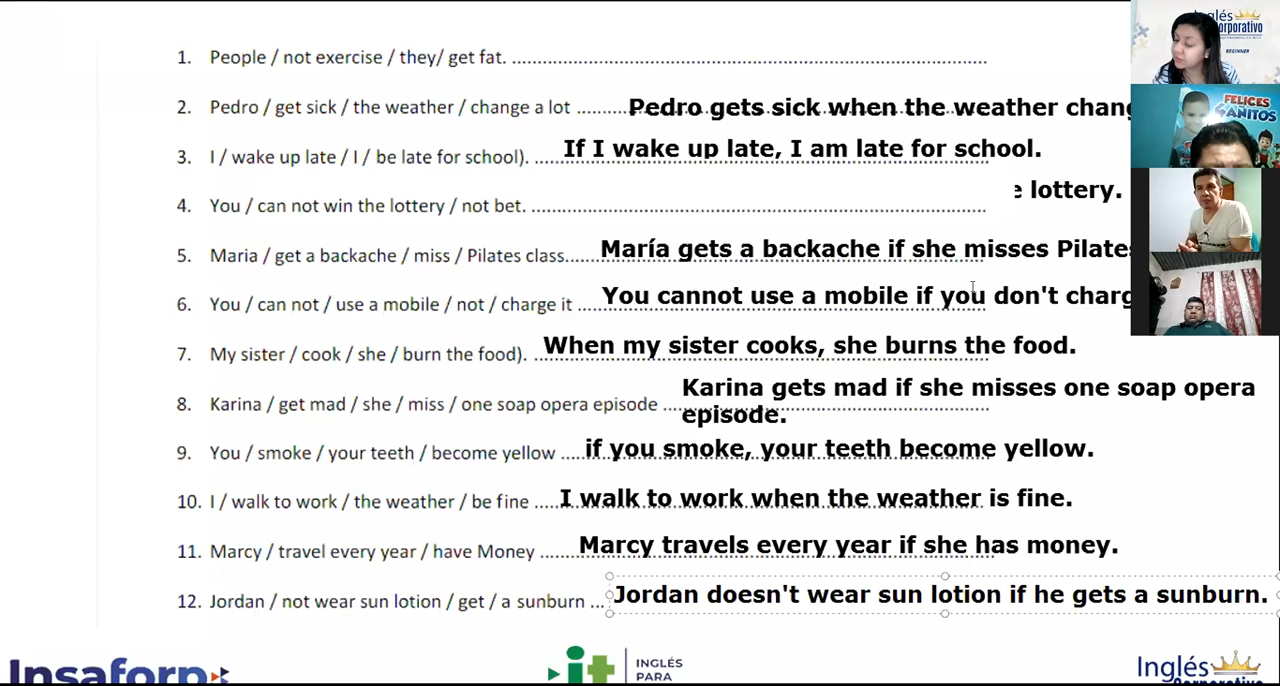 1. People / not exercise / they/ get fat. ................................................................................
2. Pedro / get sick / the weather / change a lot .......... Pedro gets sick when the weather
3. I / wake up late / I / be late for school). ..... If I wake up late, I am late for school.
4. You / can not win the lottery / not bet. ................................................................................ lottery.
5. Maria / get a backache / miss / Pilates class...... María gets a backache if she misses Pilates
6. You / can not / use a mobile / not / charge it ..... You cannot use a mobile if you don't
7. My sister / cook / she / burn the food). .. When my sister cooks, she burns the food.
8. Karina / get mad / she / miss / one soap opera episode .... Karina gets mad if she misses one soap opera
episode.
9. You / smoke / your teeth / become yellow .... if you smoke, your teeth become yellow.
10. I / walk to work / the weather / be fine ..... I walk to work when the weather is fine.
11. Marcy / travel every year / have Money ....... Marcy travels every year if she has money.
12. Jordan / not wear sun lotion / get / a sunburn ... Jordan doesn't wear sun lotion if he gets a sunburn.
Insaforp
it INGLÉS
PARA
Inglés
Corporativo
Inglés
Corporativo
BEGINNER
FELICES
AÑITOS